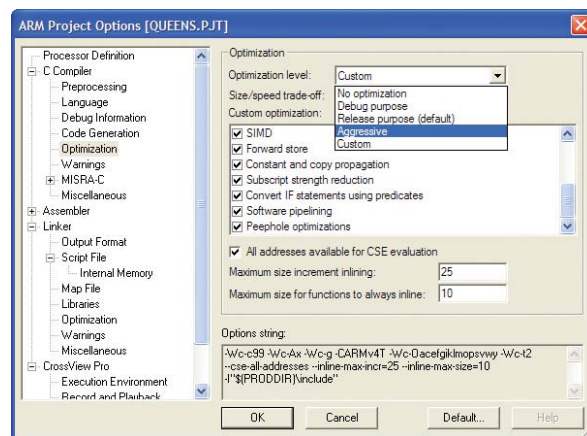 ARM Project Options [QUEENS.PJT]
Processor Definition
C Compiler
Preprocessing
Language
Debug Information
Code Generation
Optimization
Warnings
MISRA-C
Miscellaneous
Assembler
Linker
Output Format
Script File
Internal Memory
Map File
Libraries
Optimization
Warnings
Miscellaneous
CrossView Pro
Execution Environment
Record and Playback
Optimization
Optimization level: Custom
Size/speed trade-off:
No optimization
Debug purpose
Release purpose (default)
Aggressive
Custom
Custom optimization:
SIMD
Forward store
Constant and copy propagation
Subscript strength reduction
Convert IF statements using predicates
Software pipelining
Peephole optimizations
All addresses available for CSE evaluation
Maximum size increment inlining: 25
Maximum size for functions to always inline: 10
Options string:
-Wc-c99 -Wc-Ax -Wc-g -CARMv4T -Wc-Oacefgiklmopsvwy -Wc-t2
--cse-all-addresses --inline-max-incr=25 --inline-max-size=10
-I"$(PRODDIR)\include"
OK Cancel Default... Help